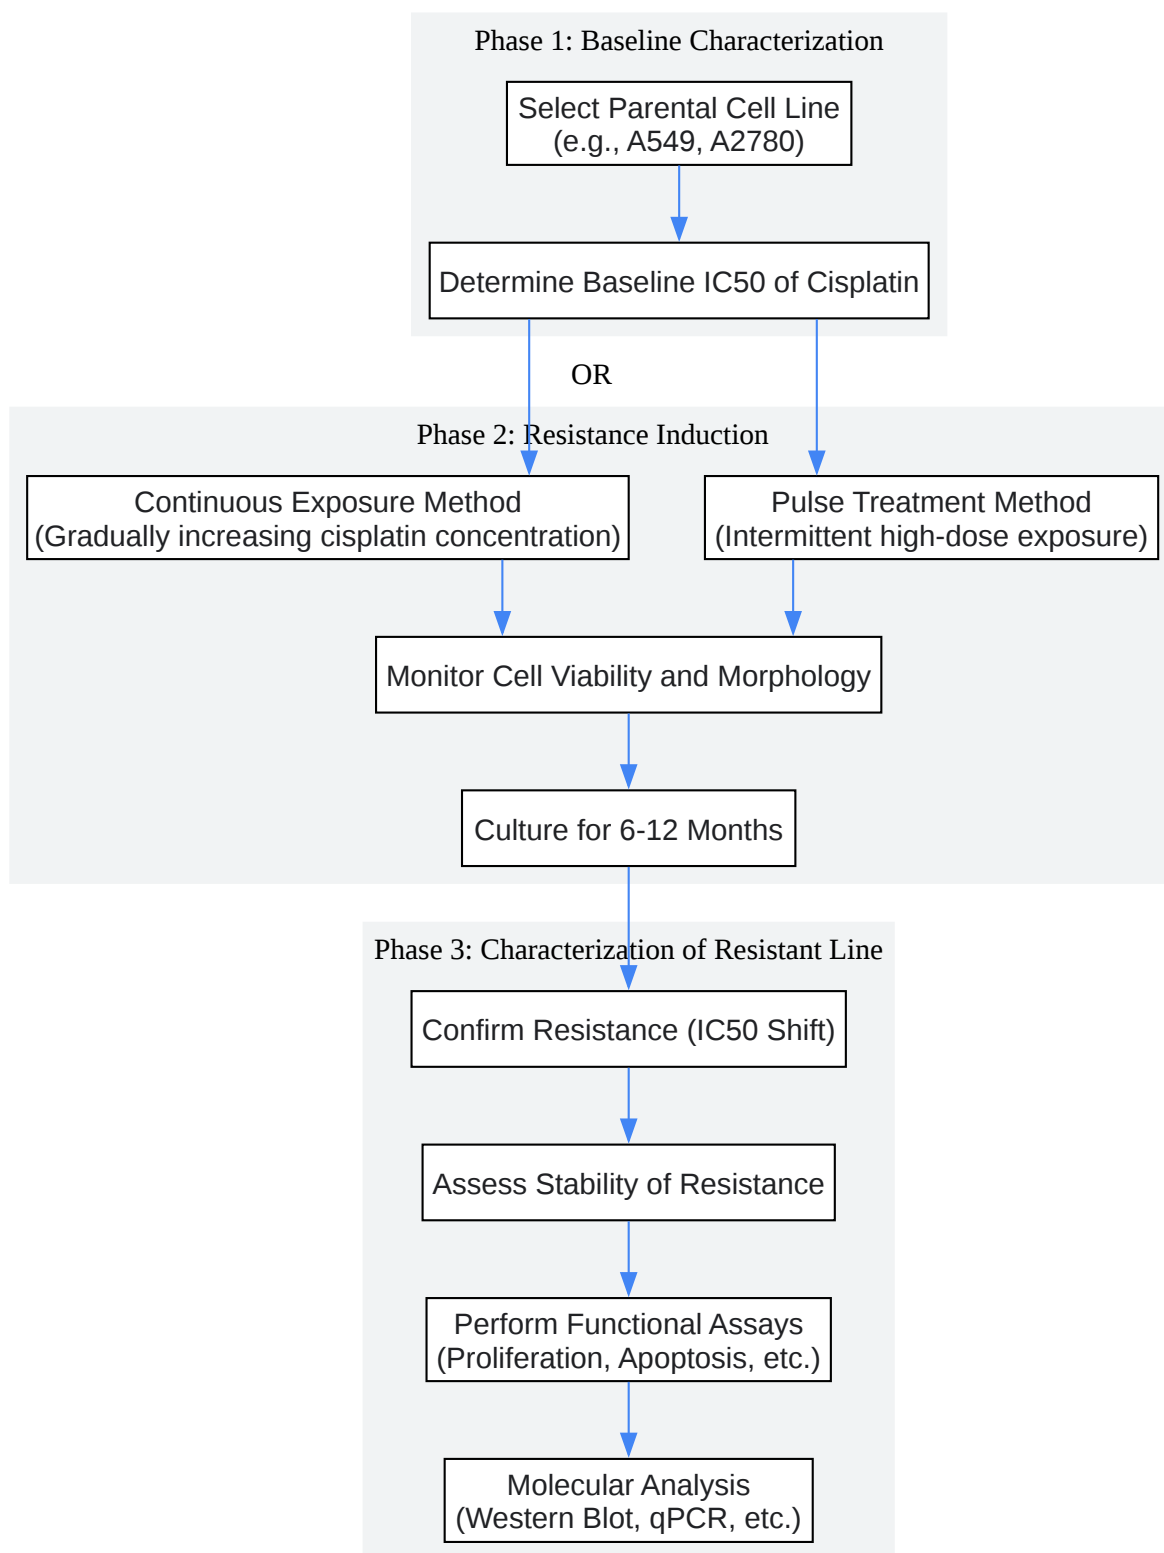 Phase 1: Baseline Characterization
Select Parental Cell Line
(e.g., A549, A2780)
Determine Baseline IC50 of Cisplatin
OR
Phase 2: Resistance Induction
Continuous Exposure Method
(Gradually increasing cisplatin concentration)
Pulse Treatment Method
(Intermittent high-dose exposure)
Monitor Cell Viability and Morphology
Culture for 6-12 Months
Phase 3: Characterization of Resistant Line
Confirm Resistance (IC50 Shift)
Assess Stability of Resistance
Perform Functional Assays
(Proliferation, Apoptosis, etc.)
Molecular Analysis
(Western Blot, qPCR, etc.)